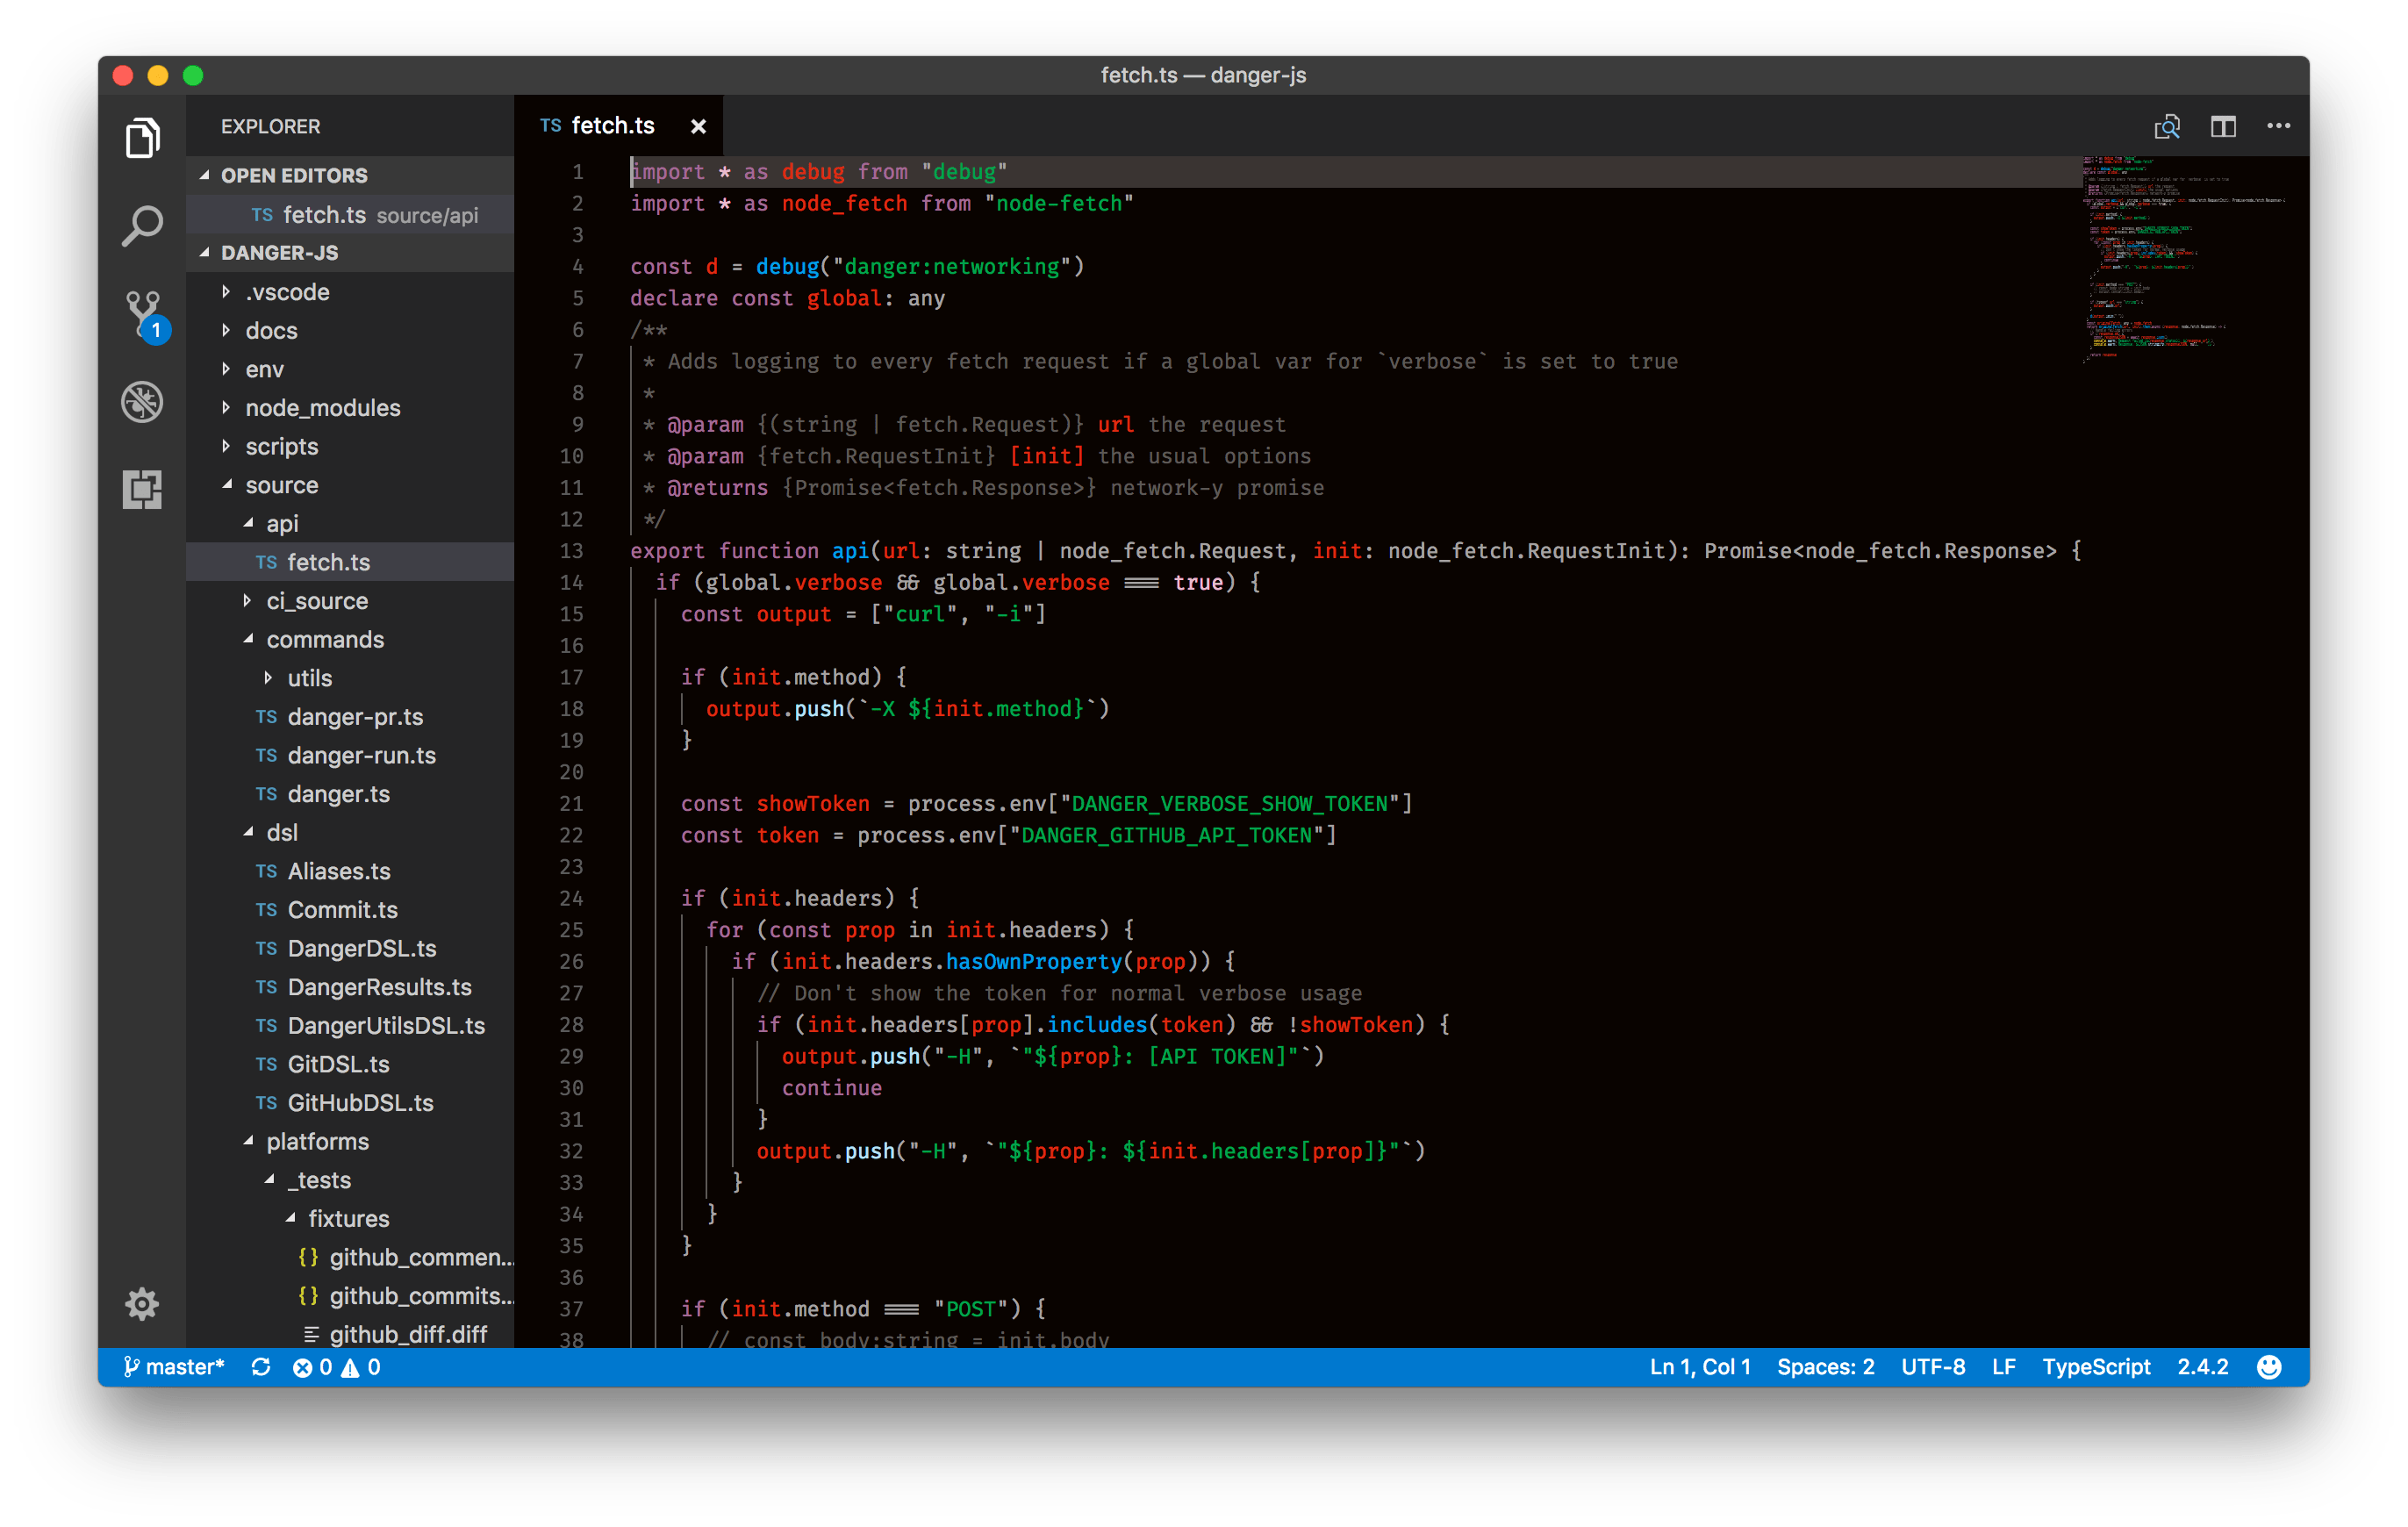 fetch.ts — danger-js
EXPLORER
OPEN EDITORS
TS fetch.ts source/api
DANGER-JS
.vscode
docs
env
node_modules
scripts
source
api
TS fetch.ts
ci_source
commands
utils
TS danger-pr.ts
TS danger-run.ts
TS danger.ts
dsl
TS Aliases.ts
TS Commit.ts
TS DangerDSL.ts
TS DangerResults.ts
TS DangerUtilsDSL.ts
TS GitDSL.ts
TS GitHubDSL.ts
platforms
_tests
fixtures
{} github_commen...
{} github_commits...
github_diff.diff
1
TS fetch.ts ×
1 import * as debug from "debug"
2 import * as node_fetch from "node-fetch"
3
4 const d = debug("danger:networking")
5 declare const global: any
6 /**
7 * Adds logging to every fetch request if a global var for `verbose` is set to true
8 *
9 * @param {(string | fetch.Request)} url the request
10 * @param {fetch.RequestInit} [init] the usual options
11 * @returns {Promise<fetch.Response>} network-y promise
12 */
13 export function api(url: string | node_fetch.Request, init: node_fetch.RequestInit): Promise<node_fetch.Response> {
14 if (global.verbose && global.verbose === true) {
15 const output = ["curl", "-i"]
16
17 if (init.method) {
18 output.push(`-X ${init.method}`)
19 }
20
21 const showToken = process.env["DANGER_VERBOSE_SHOW_TOKEN"]
22 const token = process.env["DANGER_GITHUB_API_TOKEN"]
23
24 if (init.headers) {
25 for (const prop in init.headers) {
26 if (init.headers.hasOwnProperty(prop)) {
27 // Don't show the token for normal verbose usage
28 if (init.headers[prop].includes(token) && !showToken) {
29 output.push("-H", `"${prop}: [API TOKEN]"`)
30 continue
31 }
32 output.push("-H", `"${prop}: ${init.headers[prop]}"`)
33 }
34 }
35 }
36
37 if (init.method === "POST") {
38 // const body:string = init.body
master* 0 0
Ln 1, Col 1 Spaces: 2 UTF-8 LF TypeScript 2.4.2